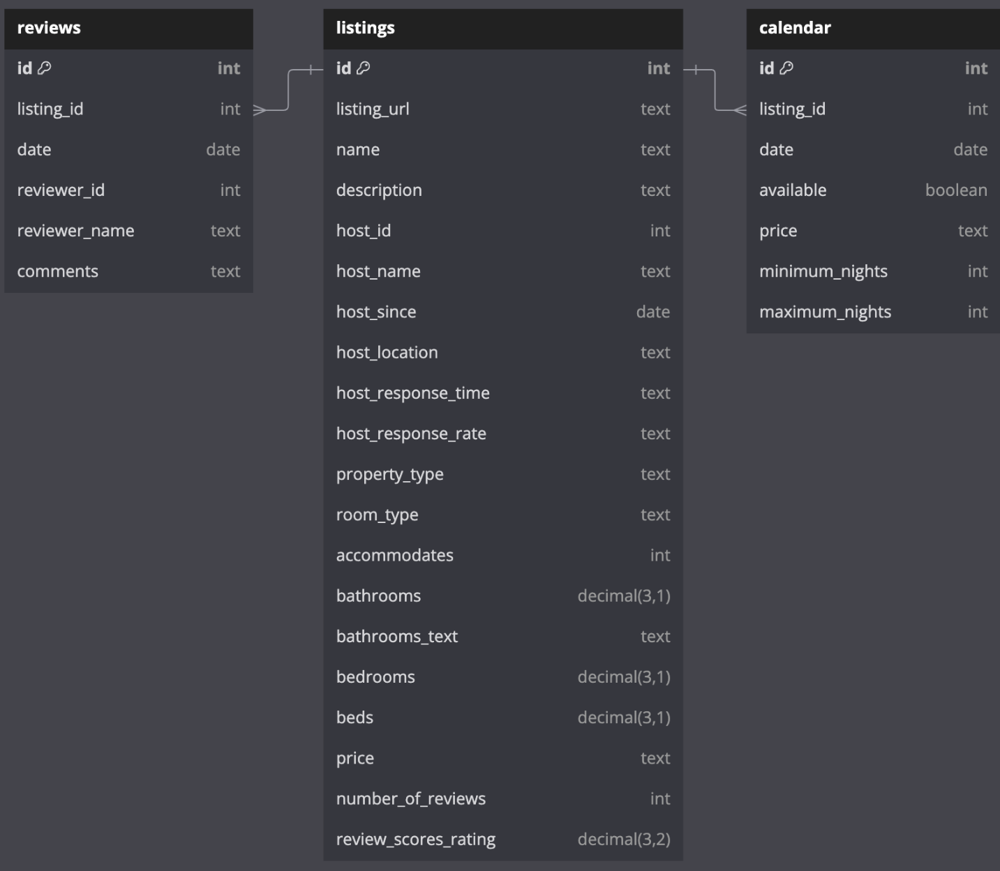 reviews
id int
listing_id int
date date
reviewer_id int
reviewer_name text
comments text
listings
id int
listing_url text
name text
description text
host_id int
host_name text
host_since date
host_location text
host_response_time text
host_response_rate text
property_type text
room_type text
accommodates int
bathrooms decimal(3,1)
bathrooms_text text
bedrooms decimal(3,1)
beds decimal(3,1)
price text
number_of_reviews int
review_scores_rating decimal(3,2)
calendar
id int
listing_id int
date date
available boolean
price text
minimum_nights int
maximum_nights int